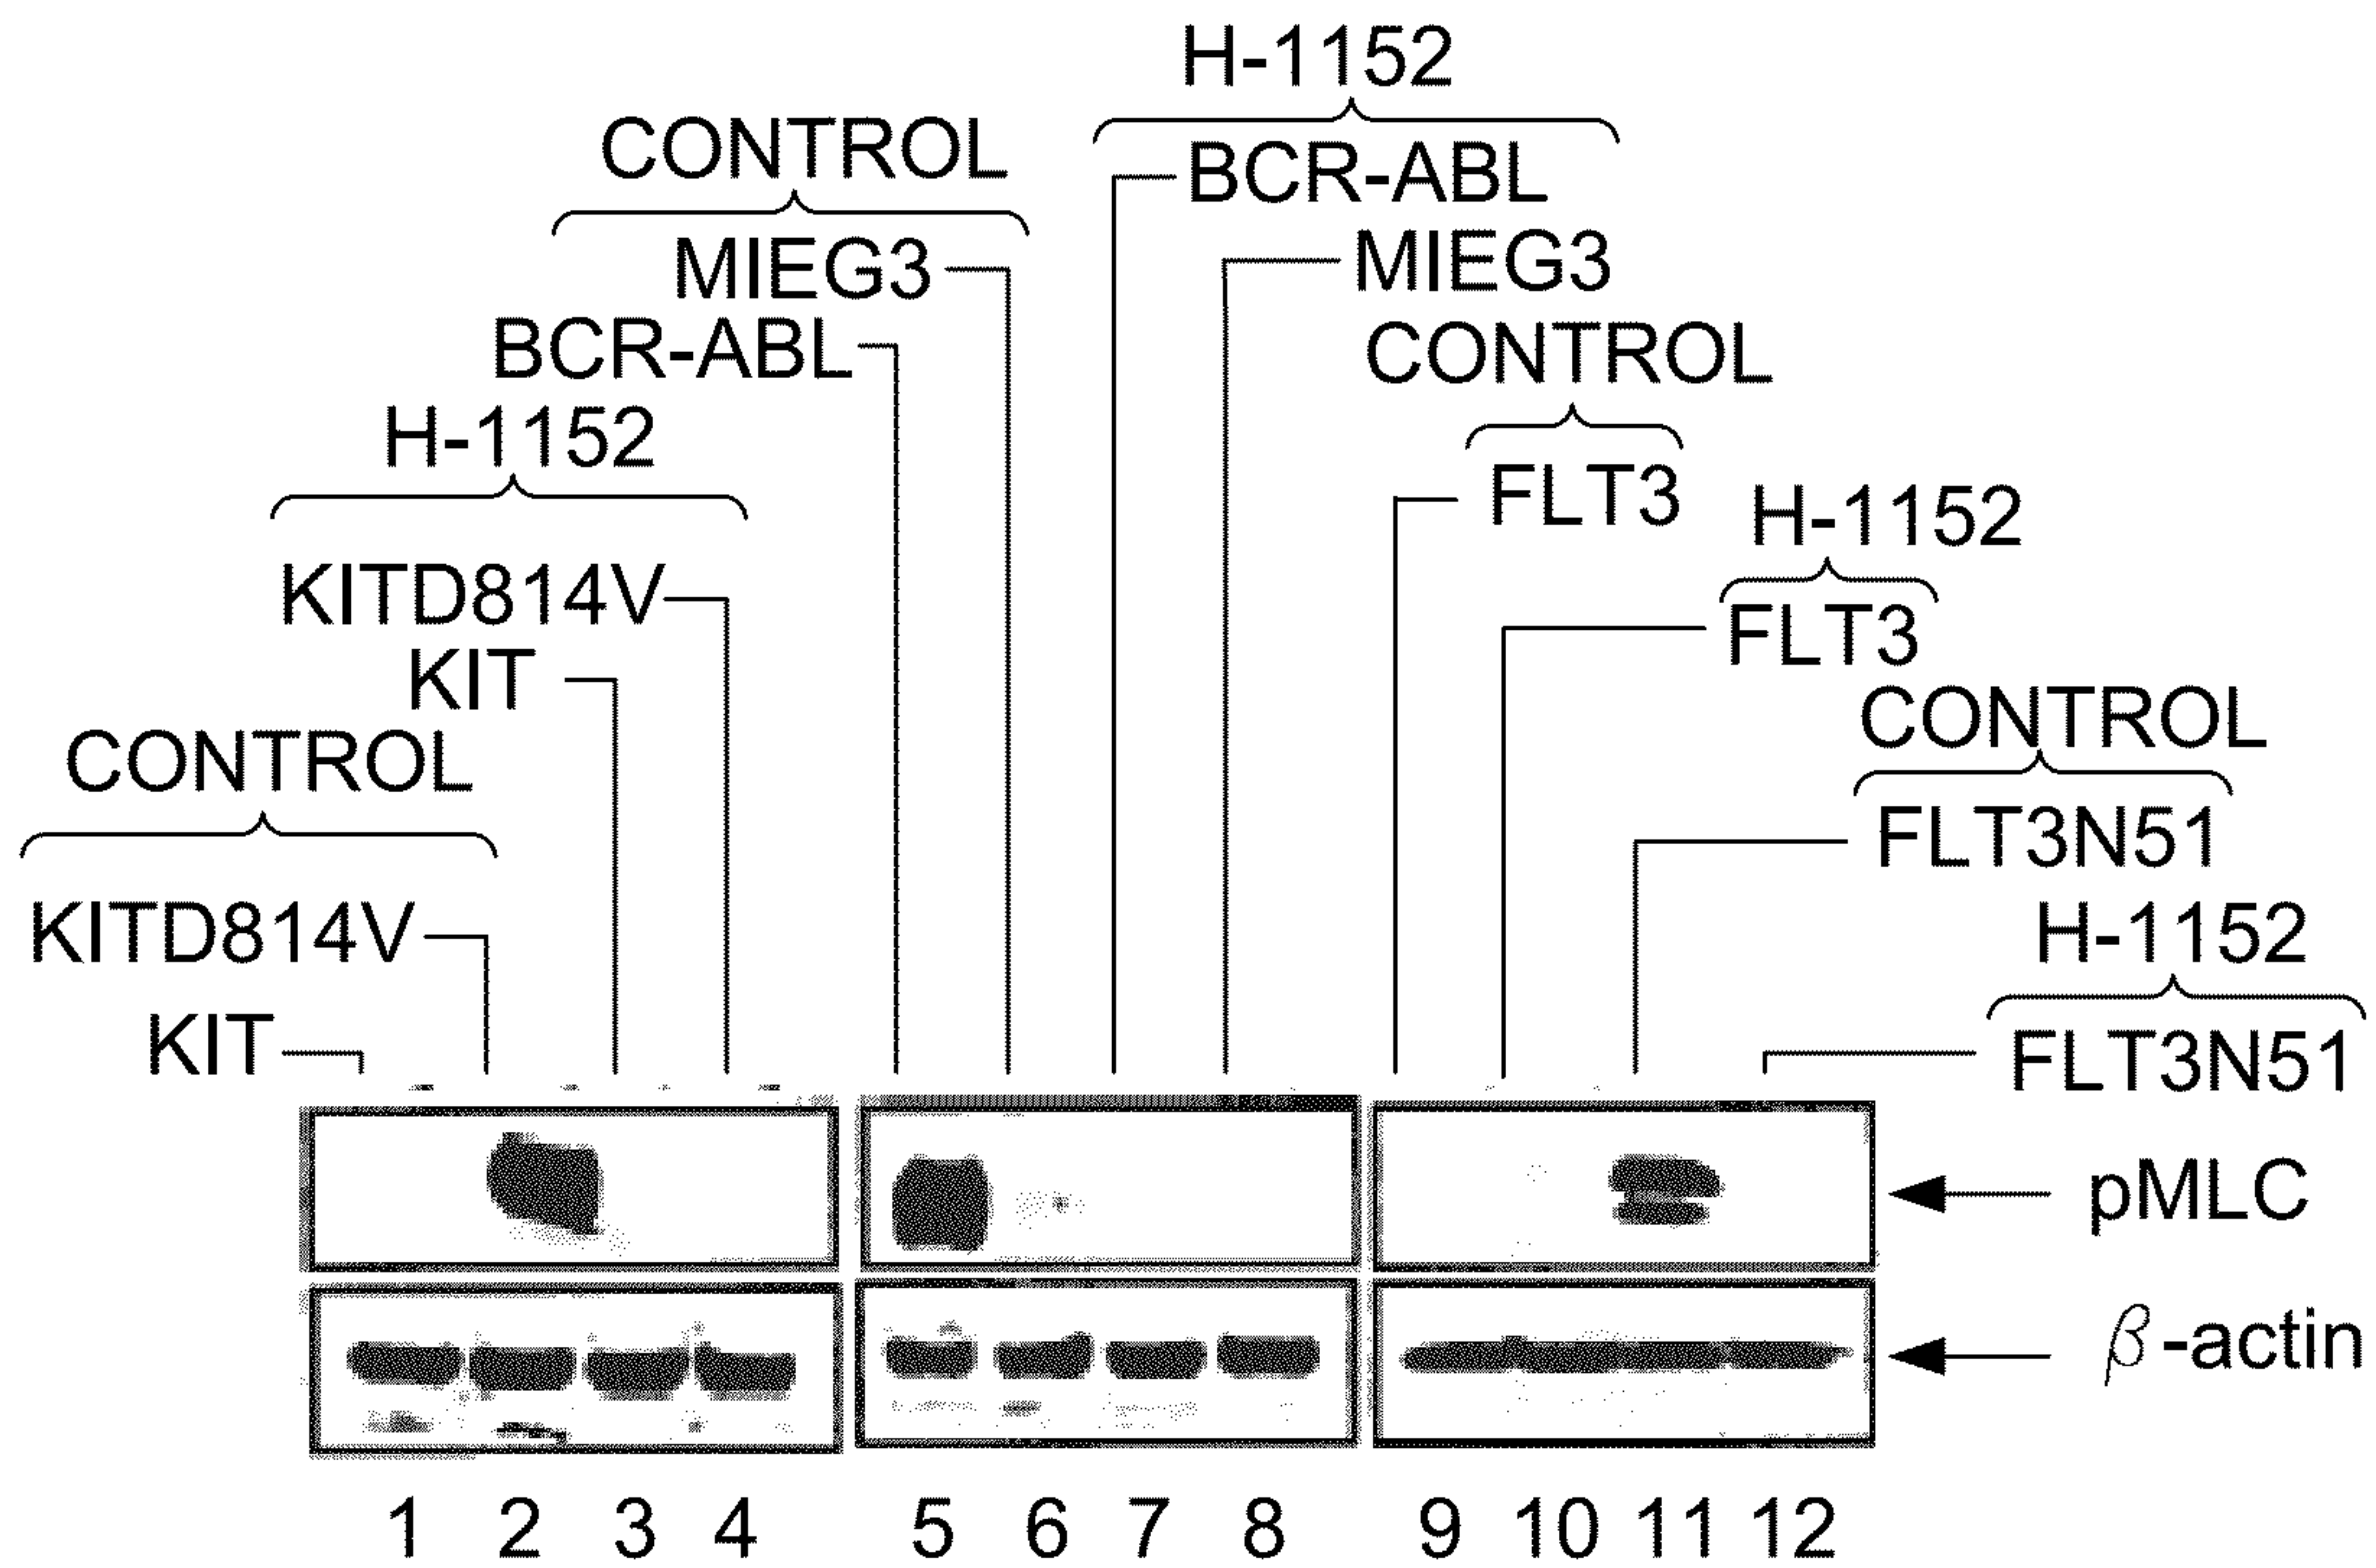 H-1152
CONTROL
BCR-ABL
MIEG3
MIEG3
BCR-ABL
CONTROL
H-1152
FLT3
H-1152
KITD814V
FLT3
KIT
CONTROL
CONTROL
FLT3N51
KITD814V
H-1152
KIT
FLT3N51
pMLC
β-actin
1 2 3 4 5 6 7 8 9 10 11 12